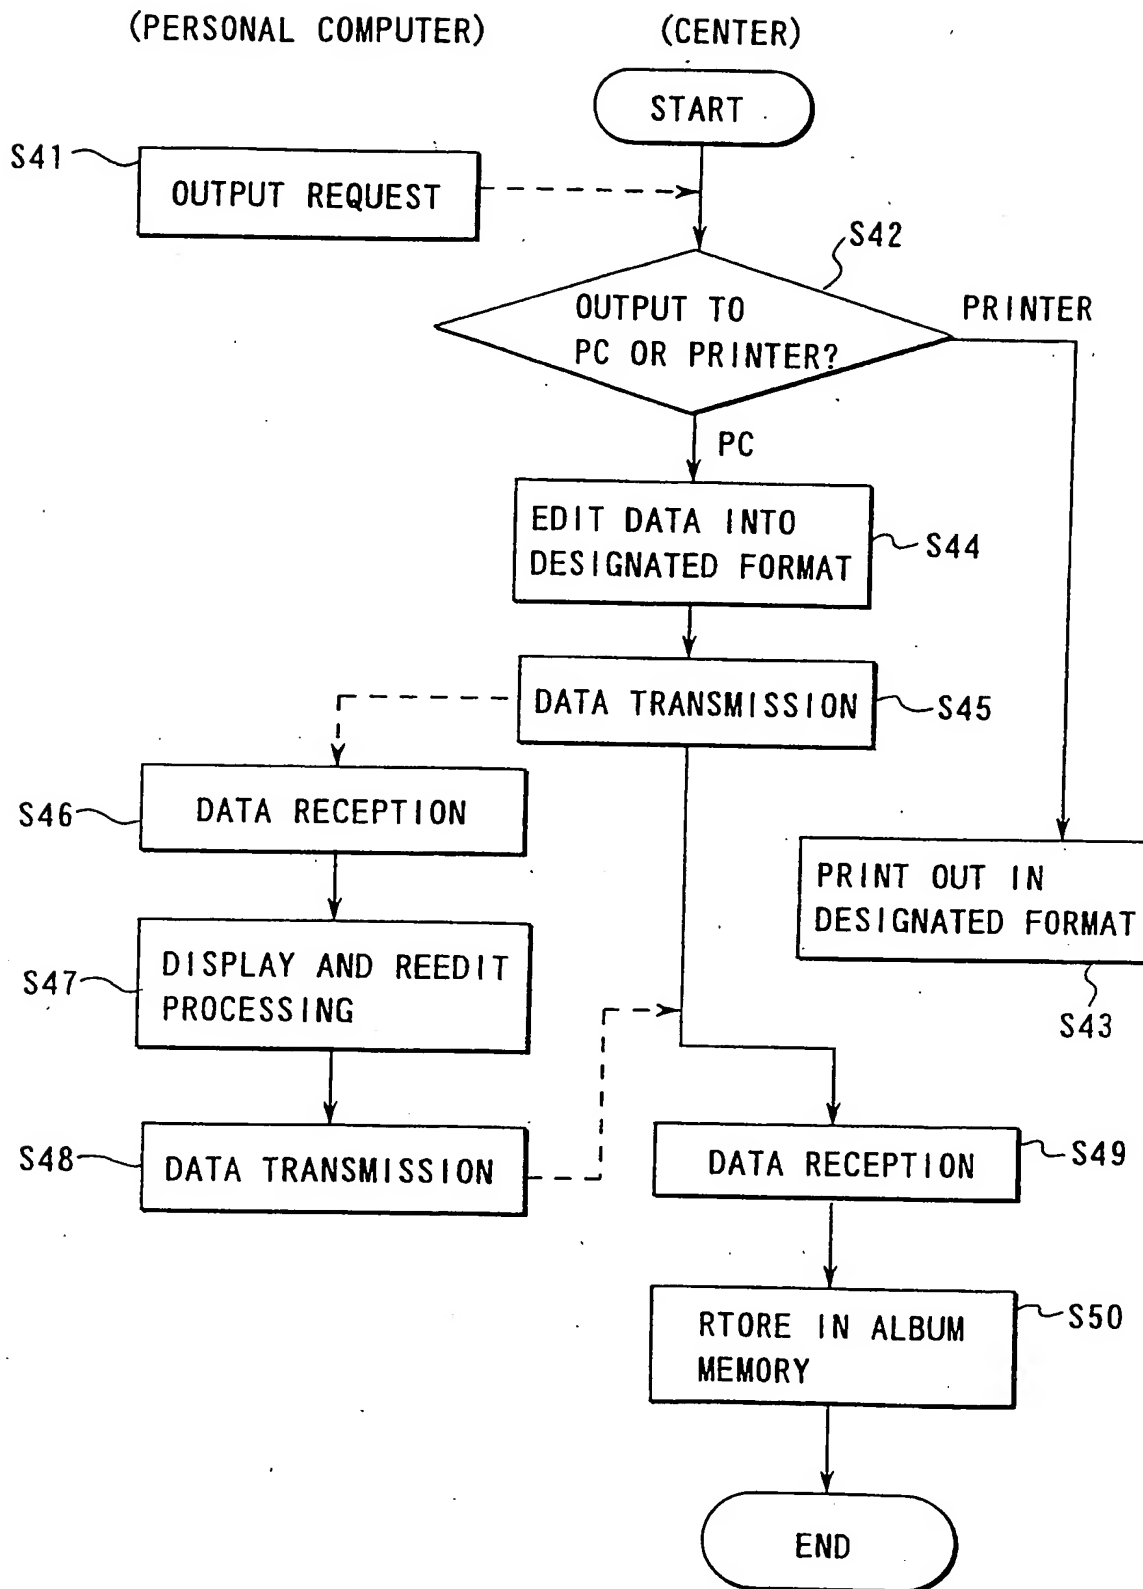 (PERSONAL COMPUTER)
(CENTER)
START
S41
OUTPUT REQUEST
S42
OUTPUT TO
PC OR PRINTER?
PRINTER
PC
EDIT DATA INTO
DESIGNATED FORMAT
S44
DATA TRANSMISSION
S45
S46
DATA RECEPTION
PRINT OUT IN
DESIGNATED FORMAT
S43
S47
DISPLAY AND REEDIT
PROCESSING
S48
DATA TRANSMISSION
DATA RECEPTION
S49
RTORE IN ALBUM
MEMORY
S50
END